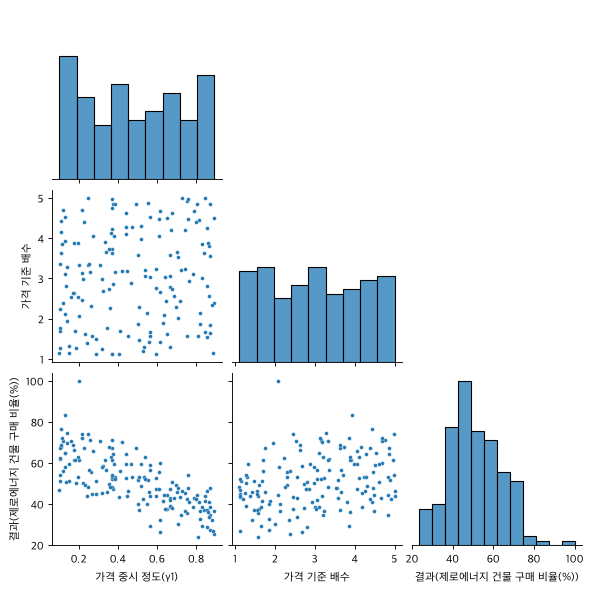 5
4
3
2
1
가격 기준 배수
100
80
60
40
20
결과(제로에너지 건물 구매 비율(%))
0.2 0.4 0.6 0.8
가격 중시 정도(γ1)
1 2 3 4 5
가격 기준 배수
20 40 60 80 100
결과(제로에너지 건물 구매 비율(%))